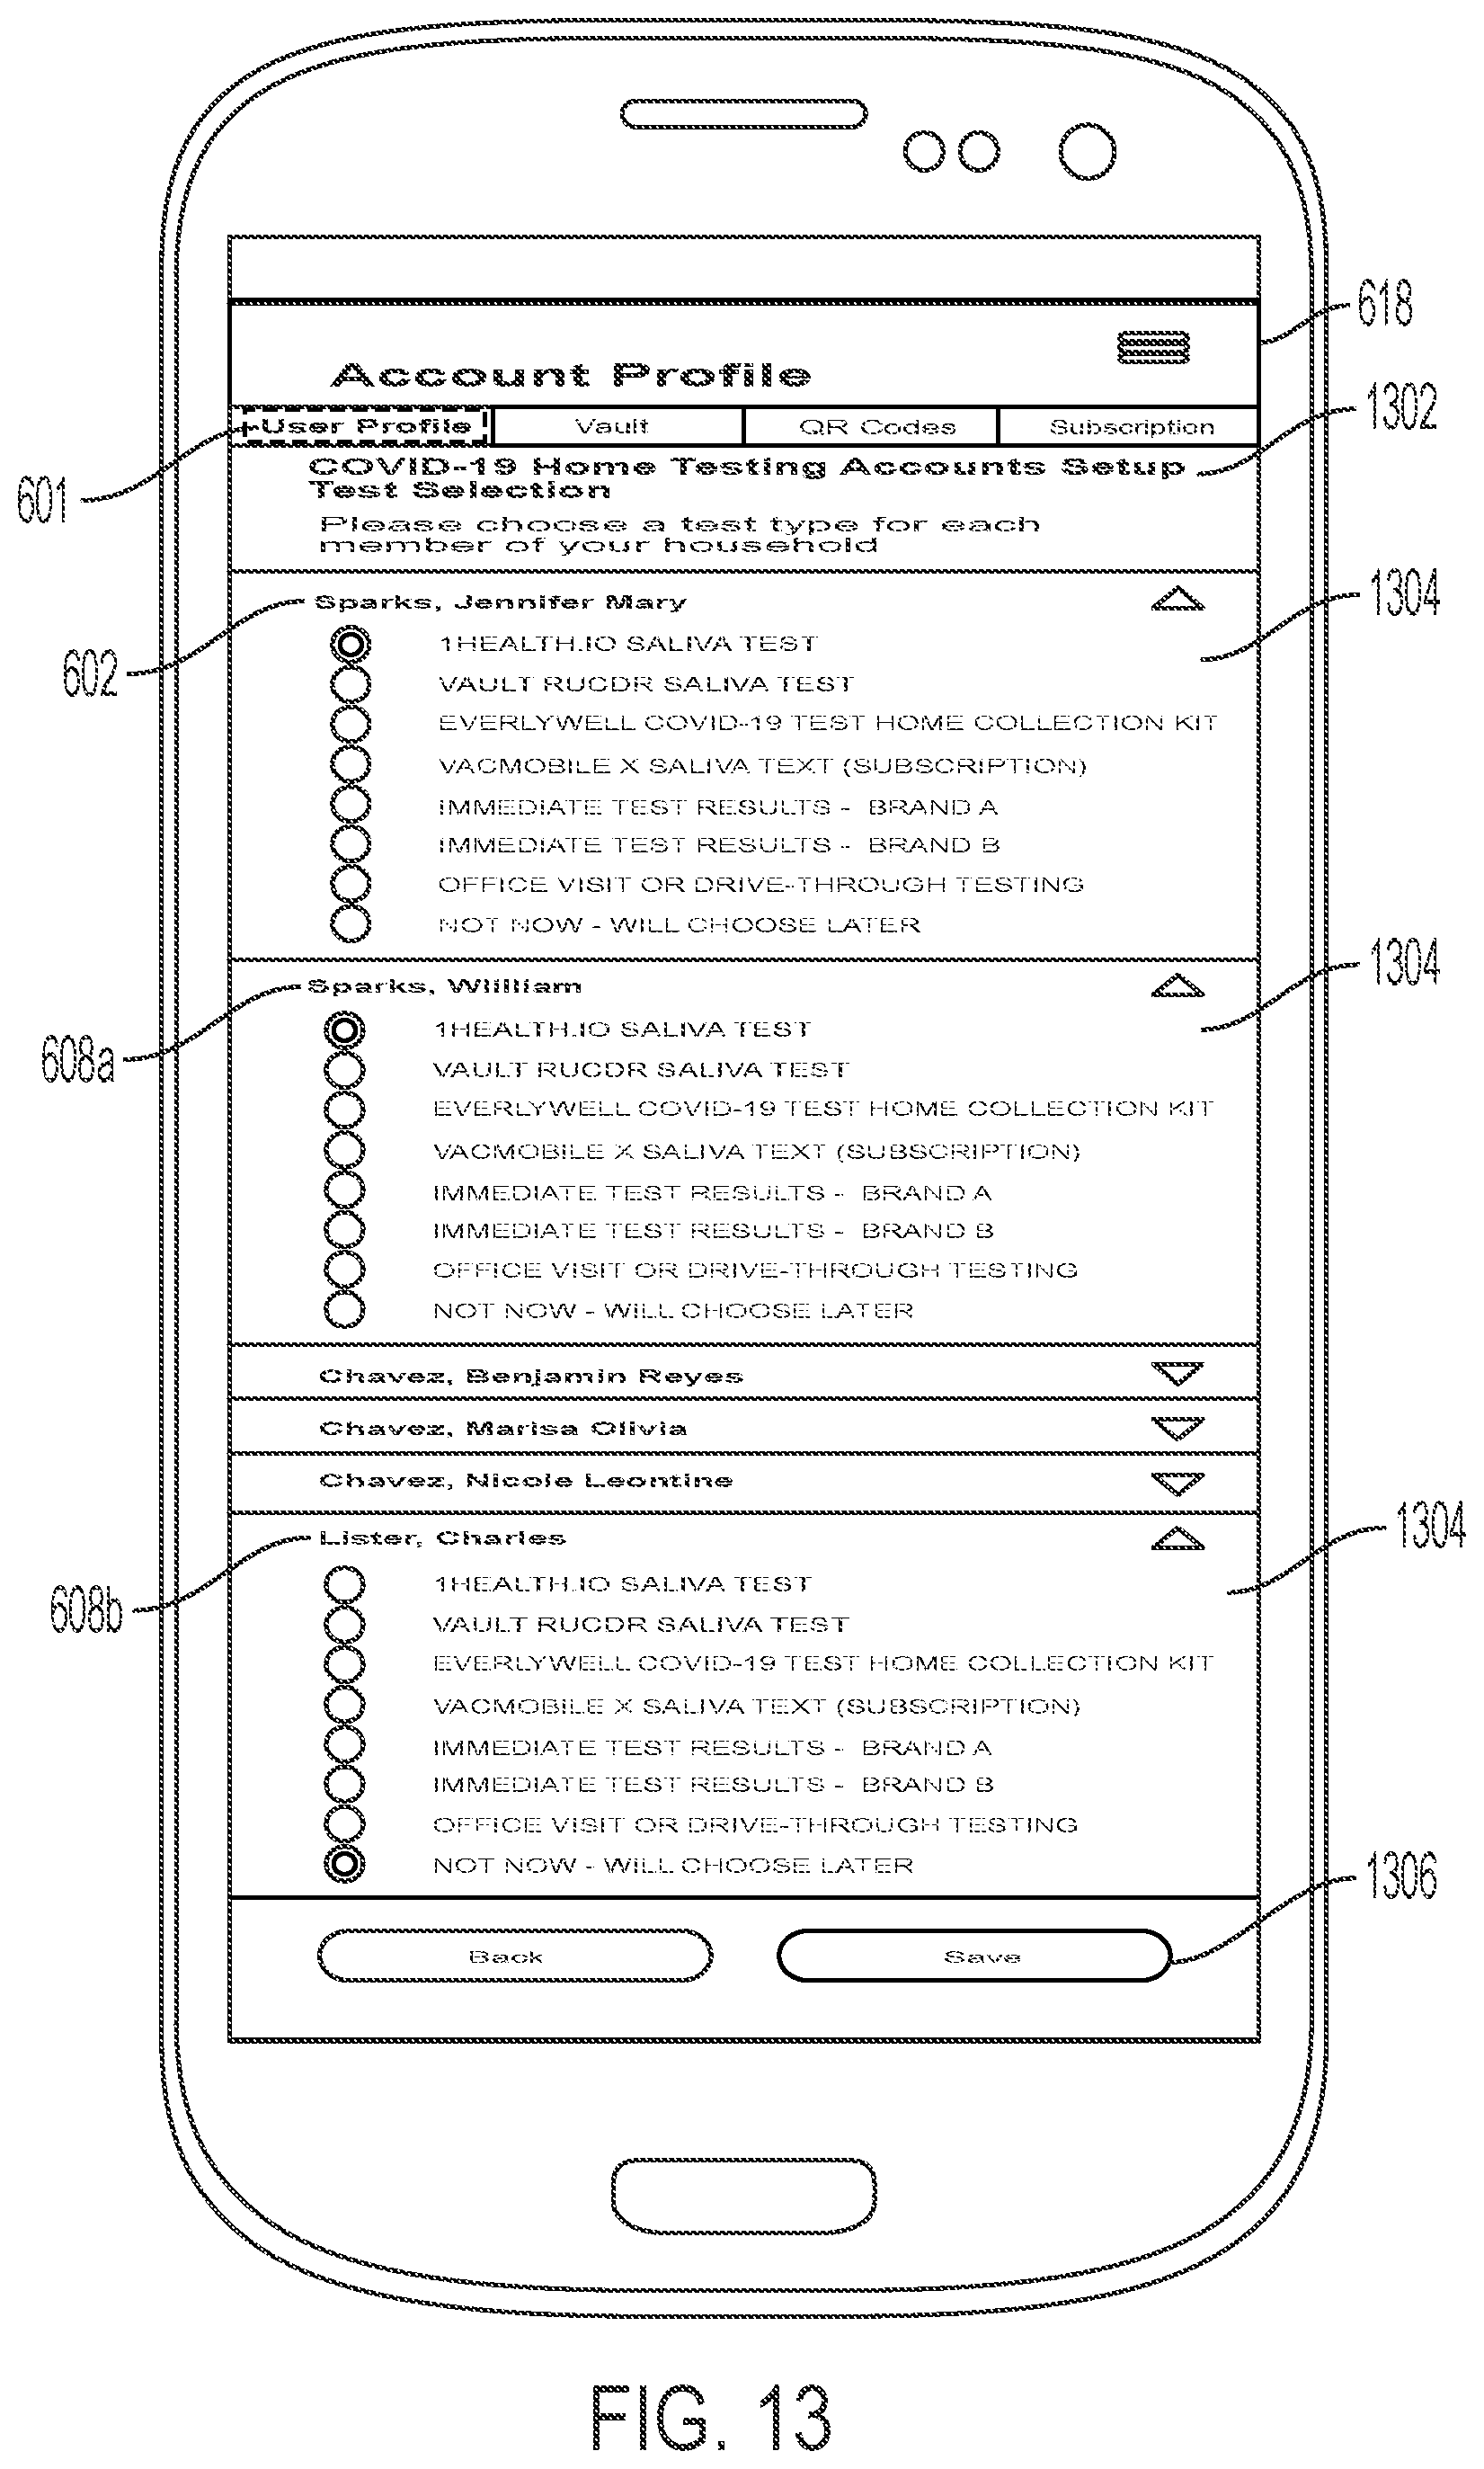 618
Account Profile
1302
User Profile Vault QR Codes Subscription
601
COVID-19 Home Testing Accounts Setup
Test Selection
Please choose a test type for each
member of your household
1304
Sparks, Jennifer Mary
602
1HEALTH.IO SALIVA TEST
VAULT RUCDR SALIVA TEST
EVERLYWELL COVID-19 TEST HOME COLLECTION KIT
VACMOBILE X SALIVA TEXT (SUBSCRIPTION)
IMMEDIATE TEST RESULTS - BRAND A
IMMEDIATE TEST RESULTS - BRAND B
OFFICE VISIT OR DRIVE-THROUGH TESTING
NOT NOW - WILL CHOOSE LATER
1304
Sparks, William
608a
1HEALTH.IO SALIVA TEST
VAULT RUCDR SALIVA TEST
EVERLYWELL COVID-19 TEST HOME COLLECTION KIT
VACMOBILE X SALIVA TEXT (SUBSCRIPTION)
IMMEDIATE TEST RESULTS - BRAND A
IMMEDIATE TEST RESULTS - BRAND B
OFFICE VISIT OR DRIVE-THROUGH TESTING
NOT NOW - WILL CHOOSE LATER
Chavez, Benjamin Reyes
Chavez, Marisa Olivia
Chavez, Nicole Leontine
1304
Lister, Charles
608b
1HEALTH.IO SALIVA TEST
VAULT RUCDR SALIVA TEST
EVERLYWELL COVID-19 TEST HOME COLLECTION KIT
VACMOBILE X SALIVA TEXT (SUBSCRIPTION)
IMMEDIATE TEST RESULTS - BRAND A
IMMEDIATE TEST RESULTS - BRAND B
OFFICE VISIT OR DRIVE-THROUGH TESTING
NOT NOW - WILL CHOOSE LATER
1306
Back Save
FIG. 13